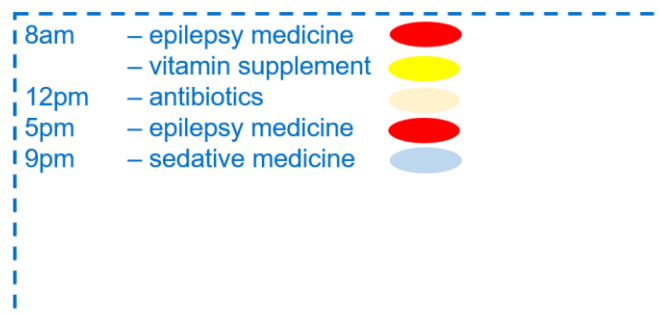 8am – epilepsy medicine
– vitamin supplement
12pm – antibiotics
5pm – epilepsy medicine
9pm – sedative medicine